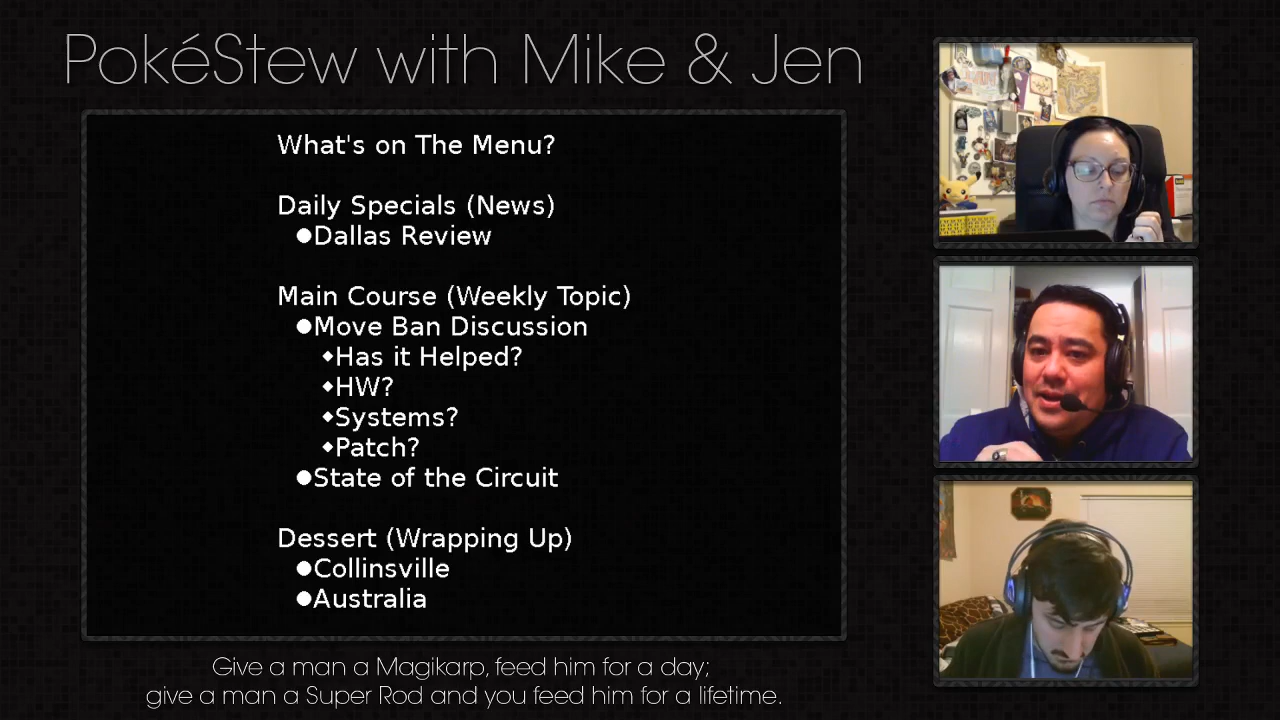 PokéStew with Mike & Jen
What's on The Menu?
Daily Specials (News)
●Dallas Review
Main Course (Weekly Topic)
●Move Ban Discussion
◆Has it Helped?
◆HW?
◆Systems?
◆Patch?
●State of the Circuit
Dessert (Wrapping Up)
●Collinsville
●Australia
Give a man a Magikarp, feed him for a day;
give a man a Super Rod and you feed him for a lifetime.